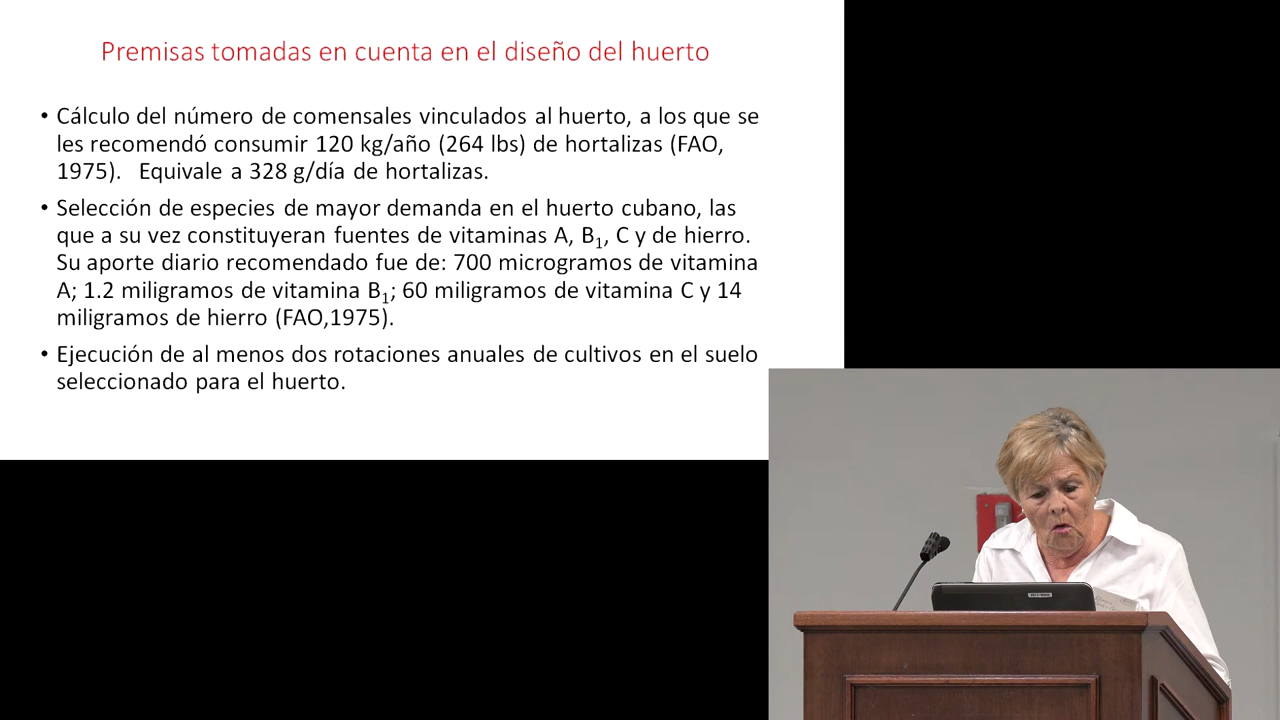 Premisas tomadas en cuenta en el diseño del huerto
• Cálculo del número de comensales vinculados al huerto, a los que se
les recomendó consumir 120 kg/año (264 lbs) de hortalizas (FAO,
1975). Equivale a 328 g/día de hortalizas.
• Selección de especies de mayor demanda en el huerto cubano, las
que a su vez constituyeran fuentes de vitaminas A, B₁, C y de hierro.
Su aporte diario recomendado fue de: 700 microgramos de vitamina
A; 1.2 miligramos de vitamina B₁; 60 miligramos de vitamina C y 14
miligramos de hierro (FAO,1975).
• Ejecución de al menos dos rotaciones anuales de cultivos en el suelo
seleccionado para el huerto.